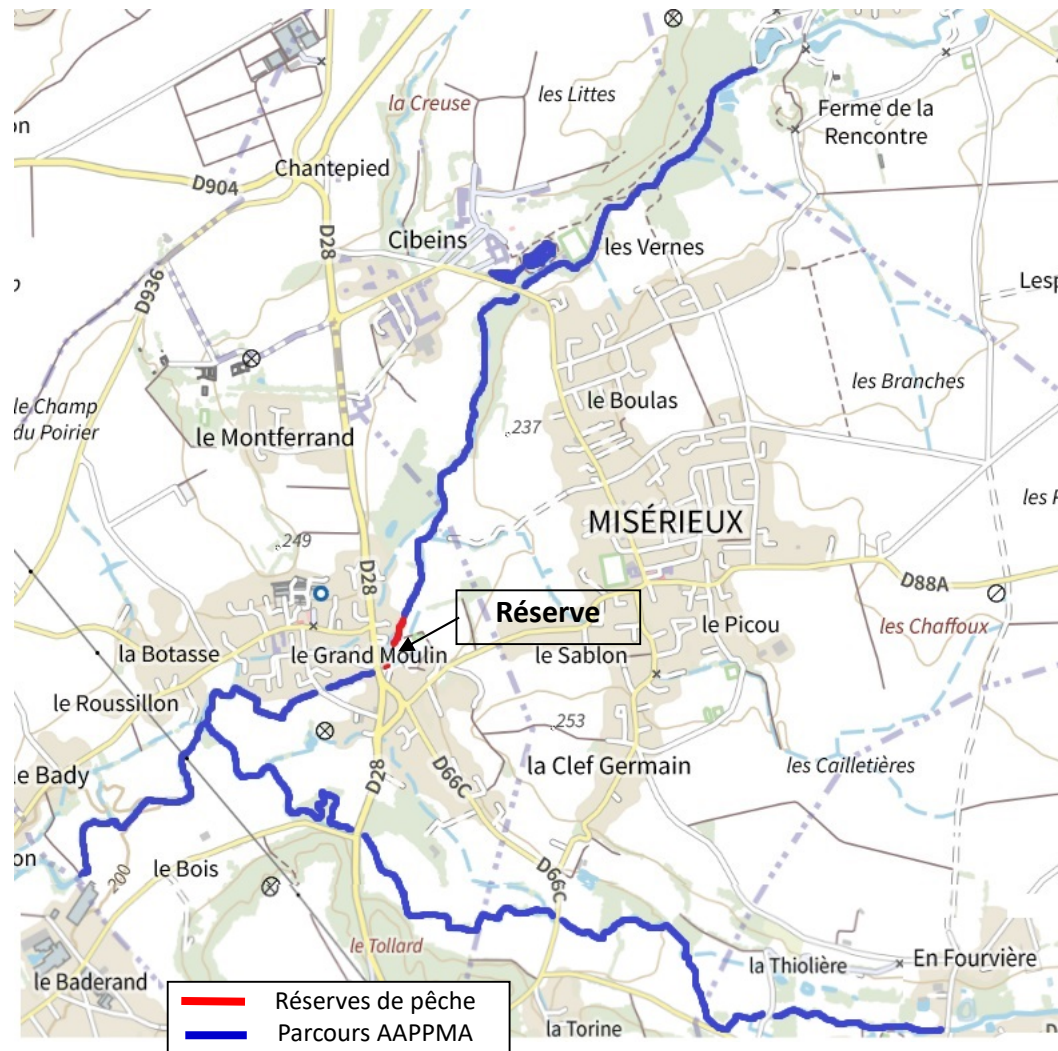 la Creuse
les Littes
Ferme de la
Rencontre
on
Chantepied
D904
D28
Cibeins
les Vernes
D936
Lesp
les Branches
le Champ
du Poirier
le Boulas
le Montferrand
237
MISÉRIEUX
249
D28
D88A
Réserve
les Chaffoux
le Picou
la Botasse
le Grand Moulin
le Sablon
le Roussillon
253
la Clef Germain
les Cailletières
le Bady
D28
D66C
on
200
le Bois
D66C
le Tollard
la Thiolière
En Fourvière
le Baderand
Réserves de pêche
Parcours AAPPMA
la Torine